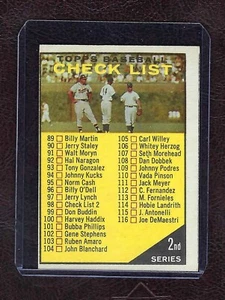 TOPPS BASEBALL
CHECK LIST
89 Billy Martin
90 Jerry Staley
91 Walt Moryn
92 Hal Naragon
93 Tony Gonzalez
94 Johnny Kucks
95 Norm Cash
96 Billy O'Dell
97 Jerry Lynch
98 Check List 2
99 Don Buddin
100 Harvey Haddix
101 Bubba Phillips
102 Gene Stephens
103 Ruben Amaro
104 John Blanchard
105 Carl Willey
106 Whitey Herzog
107 Seth Morehead
108 Dan Dobbek
109 Johnny Podres
110 Vada Pinson
111 Jack Meyer
112 C. Fernandez
113 M. Fornieles
114 Hobie Landrith
115 J. Antonelli
116 Joe DeMaestri
2nd
SERIES